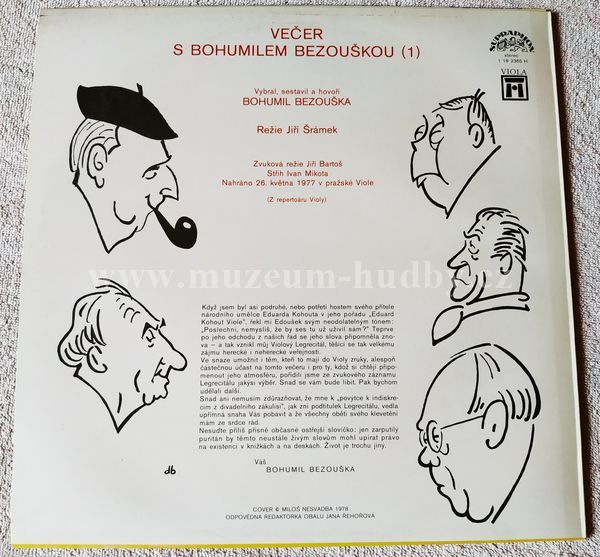 VEČER
S BOHUMILEM BEZOUŠKOU (1)
SUPRAPHON
stereo
1 18 2365 H
VIOLA
Vybral, sestavil a hovoří
BOHUMIL BEZOUŠKA
Režie Jiří Šrámek
Zvuková režie Jiří Bartoš
Střih Ivan Mikota
Nahráno 26. května 1977 v pražské Viole
(Z repertoáru Violy)
www.muzeum-hudby.cz
Když jsem byl asi podruhé, nebo potřetí hostem svého přítele
národního umělce Eduarda Kohouta v jeho pořadu „Eduard
Kohout Viole", řekl mi Edoušek svým neodolatelným tónem:
„Poslechni, nemyslíš, že by ses tu už uživil sám?" Teprve
po jeho odchodu z našich řad se jeho slova připomněla zno-
va – a tak vznikl můj Violový Legrecitál, těšící se tak velkému
zájmu herecké i neherecké veřejnosti.
Ve snaze umožnit i těm, kteří to mají do Violy zruky, alespoň
částečnou účast na tomto večeru i pro ty, kdož si chtějí připo-
menout jeho atmosféru, pořídili jsme ze zvukového záznamu
Legrecitálu jakýsi výběr. Snad se vám bude líbit. Pak bychom
udělali další.
Snad ani nemusím zdůrazňovat, že mne k „povýtce k indiskre-
cím z divadelního zákulisí", jak zní podtitulek Legrecitálu, vedla
upřímná snaha Vás pobavit a že všechny oběti svého klevetění
mám ze srdce rád.
Nesuďte příliš přísně občasné ostřejší slovíčko: jen zarputilý
puritán by těmto neustále živým slovům mohl upírat právo
na existenci v knížkách a na deskách. Život je trochu jiný.
Váš
BOHUMIL BEZOUŠKA
db
COVER © MILOŠ NESVADBA 1978
ODPOVĚDNÁ REDAKTORKA OBALU JANA ŘEHOŘOVÁ